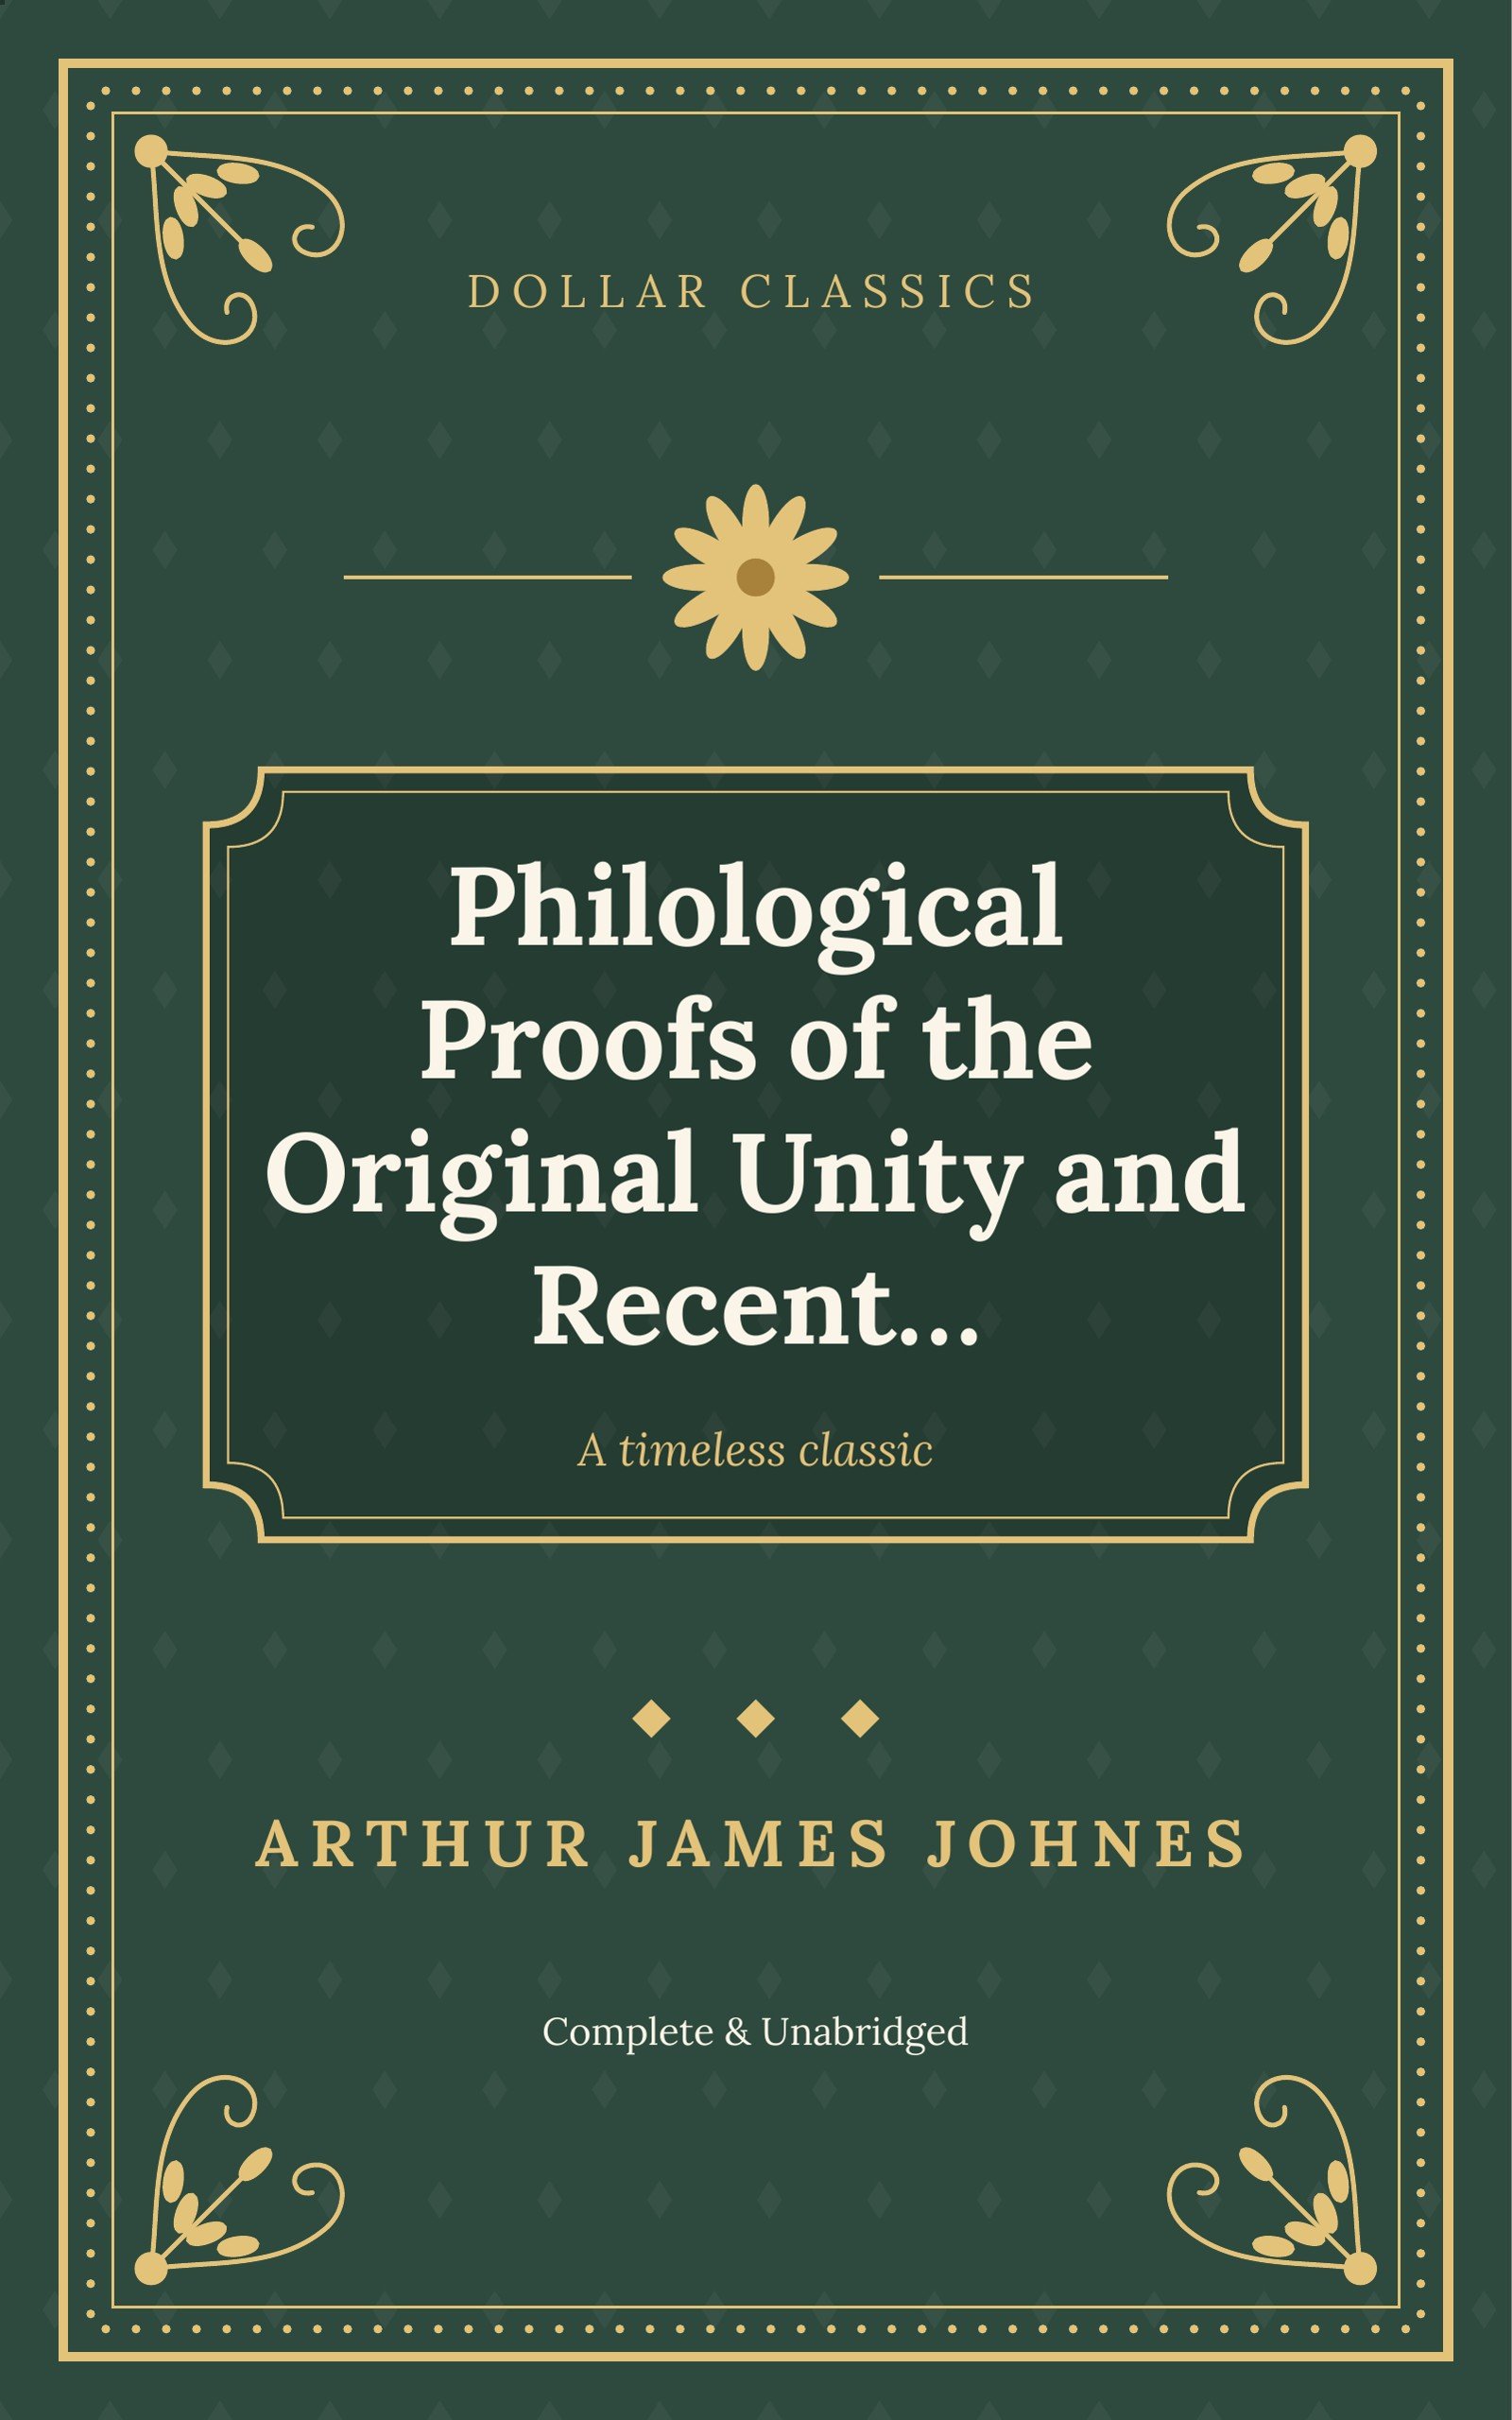 DOLLAR CLASSICS
Philological
Proofs of the
Original Unity and
Recent...
A timeless classic
ARTHUR JAMES JOHNES
Complete & Unabridged